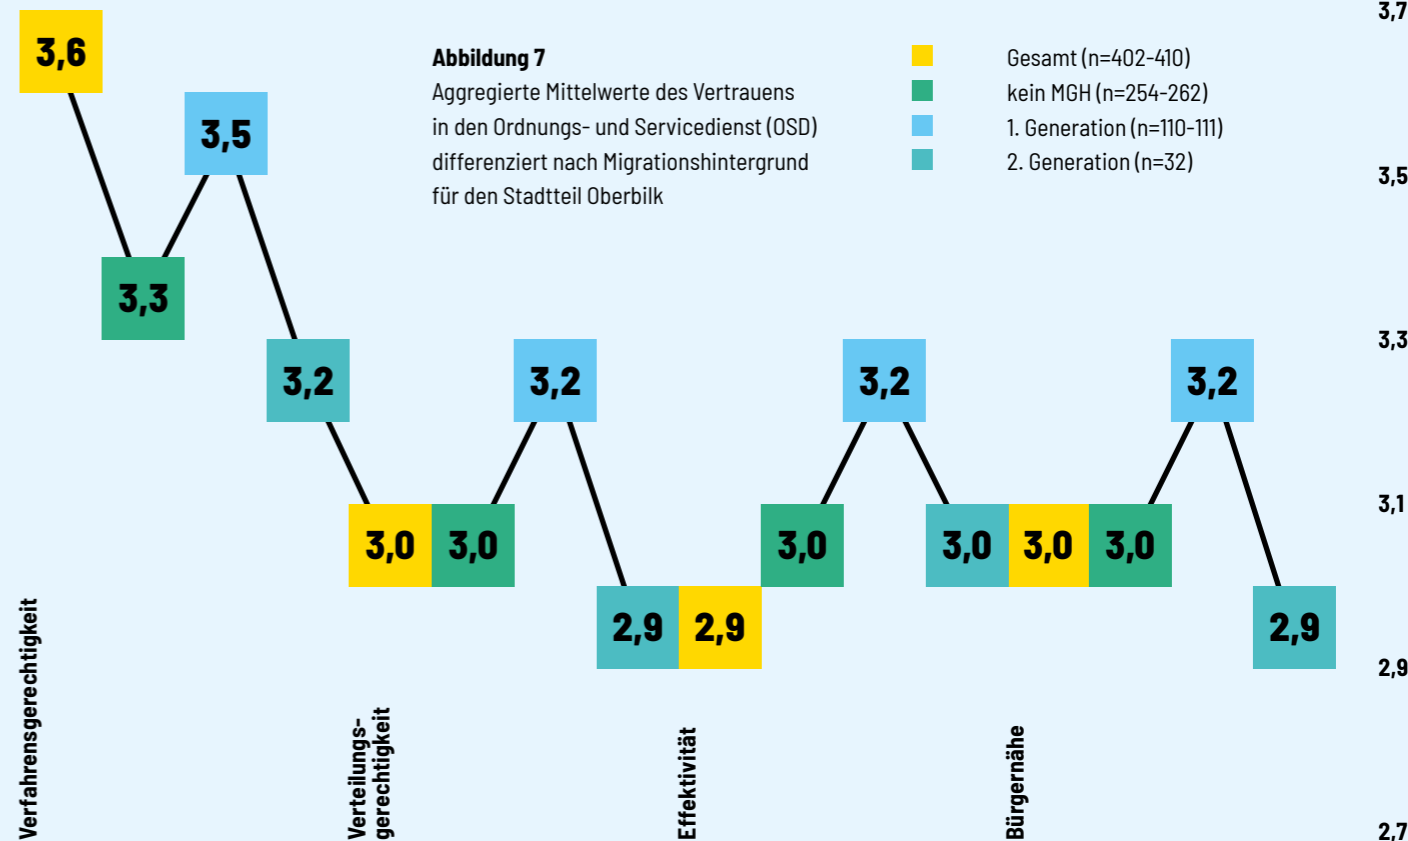 Abbildung 7
Aggregierte Mittelwerte des Vertrauens
in den Ordnungs- und Servicedienst (OSD)
differenziert nach Migrationshintergrund
für den Stadtteil Oberbilk
Gesamt (n=402-410)
kein MGH (n=254-262)
1. Generation (n=110-111)
2. Generation (n=32)
3,6
3,3
3,5
3,2
3,0
3,0
3,2
2,9
2,9
3,0
3,2
3,0
3,0
3,0
3,2
2,9
3,7
3,5
3,3
3,1
2,9
2,7
Verfahrensgerechtigkeit
Verteilungs-
gerechtigkeit
Effektivität
Bürgernähe